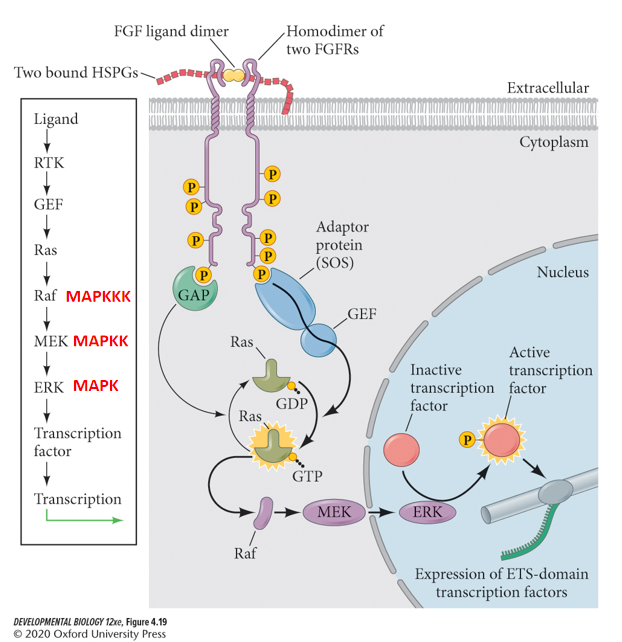 FGF ligand dimer
Homodimer of
two FGFRs
Two bound HSPGs
Extracellular
Cytoplasm
Ligand
RTK
GEF
Ras
Raf MAPKKK
MEK MAPKK
ERK MAPK
Transcription
factor
Transcription
P
P
P
P
P
P
P
P
P
GAP
Adaptor
protein
(SOS)
GEF
Nucleus
Ras
GDP
Ras
GTP
Raf
MEK
ERK
Inactive
transcription
factor
Active
transcription
factor
P
Expression of ETS-domain
transcription factors
DEVELOPMENTAL BIOLOGY 12xe, Figure 4.19
© 2020 Oxford University Press